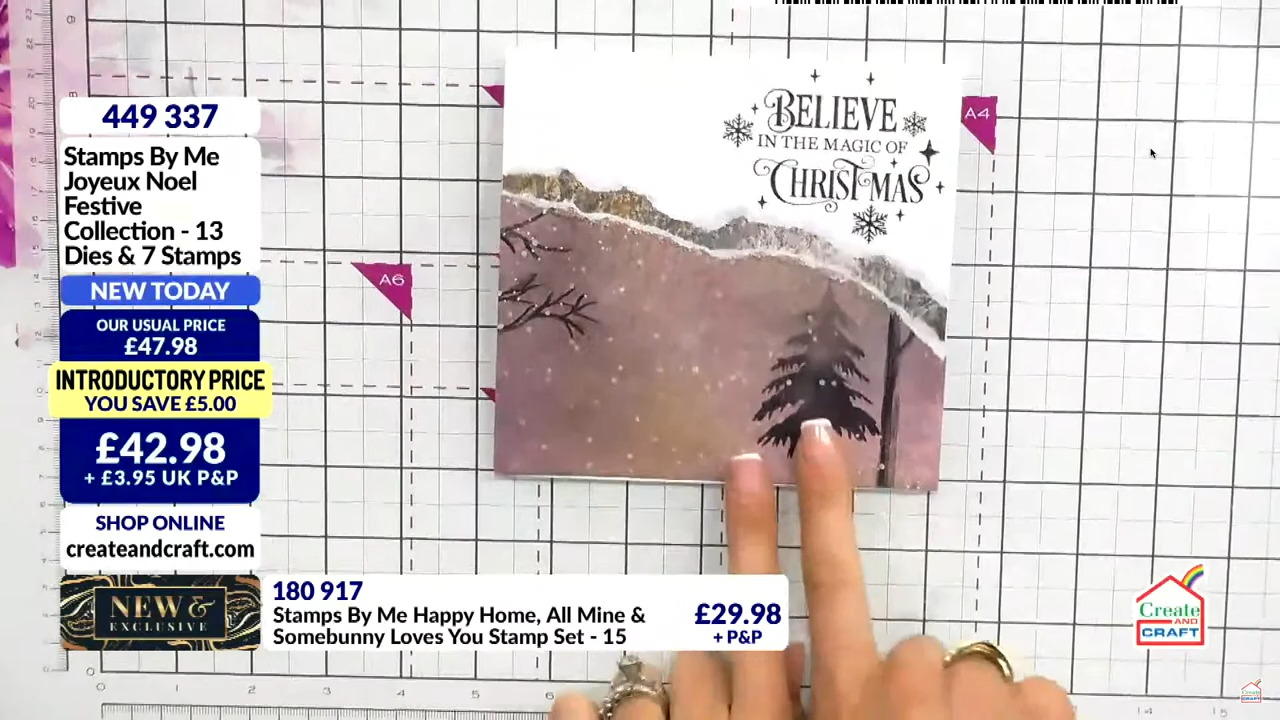 449 337
Stamps By Me
Joyeux Noel
Festive
Collection - 13
Dies & 7 Stamps
NEW TODAY
OUR USUAL PRICE
£47.98
INTRODUCTORY PRICE
YOU SAVE £5.00
£42.98
+ £3.95 UK P&P
SHOP ONLINE
createandcraft.com
NEW &
EXCLUSIVE
180 917
Stamps By Me Happy Home, All Mine &
Somebunny Loves You Stamp Set - 15
£29.98
+ P&P
BELIEVE
IN THE MAGIC OF
CHRISTMAS
A4
A6
Create
AND
CRAFT